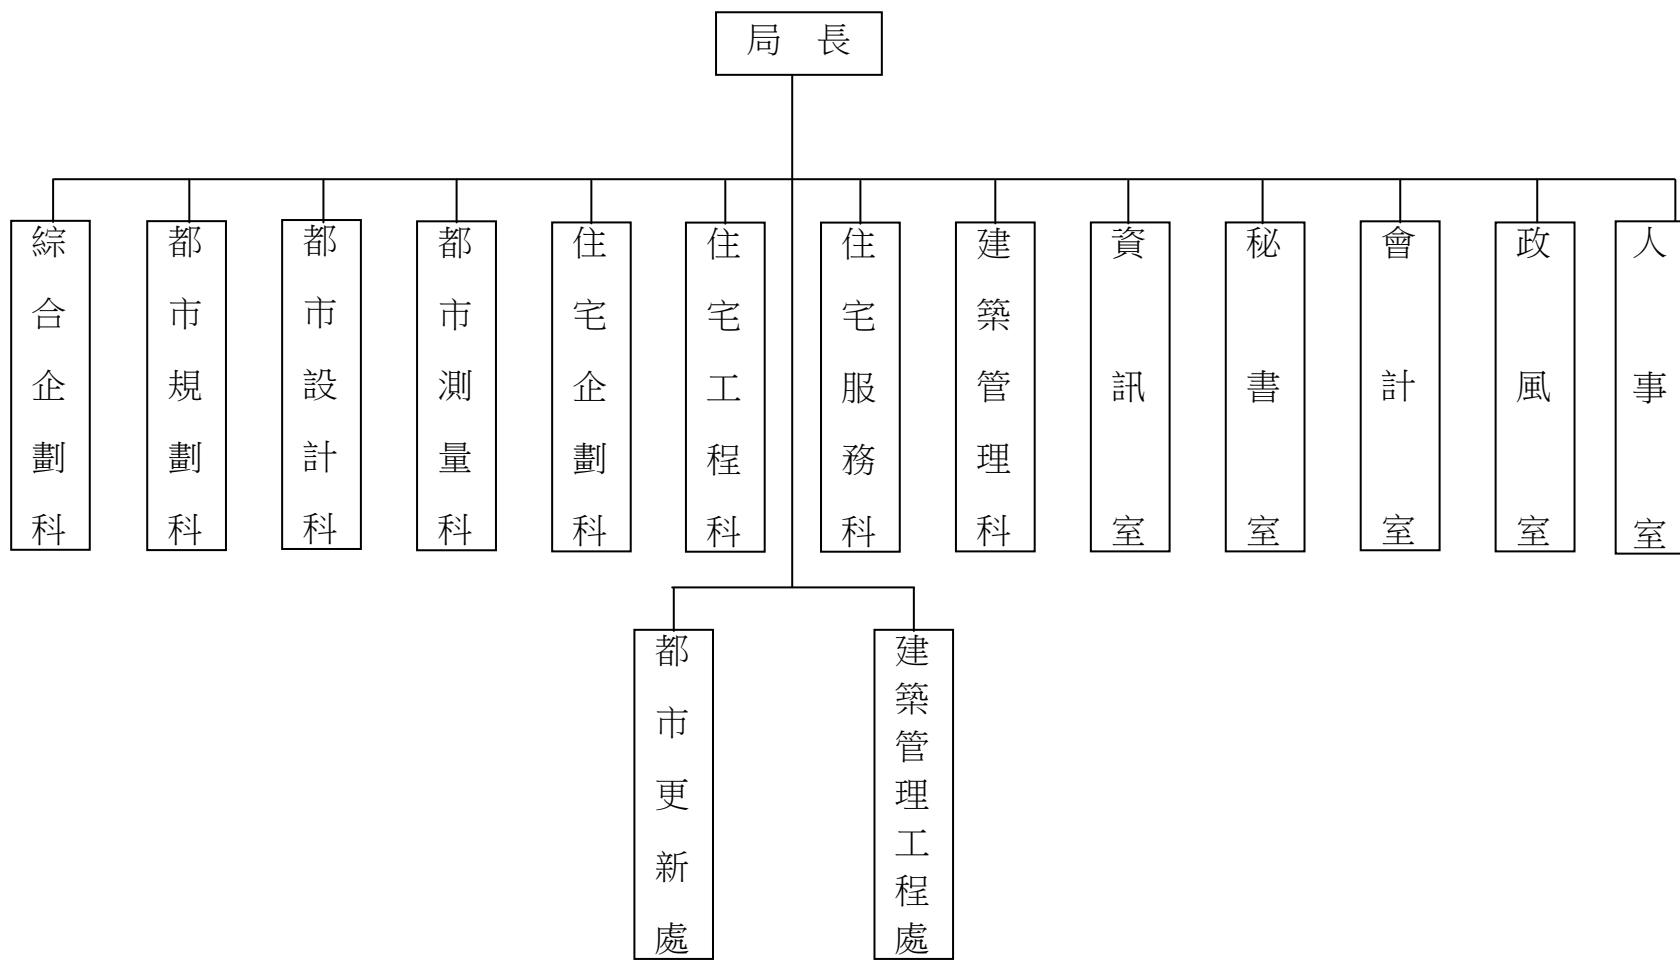 局 長
綜合企劃科
都市規劃科
都市設計科
都市測量科
住宅企劃科
住宅工程科
住宅服務科
建築管理科
資訊室
秘書室
會計室
政風室
人事室
都市更新處
建築管理工程處